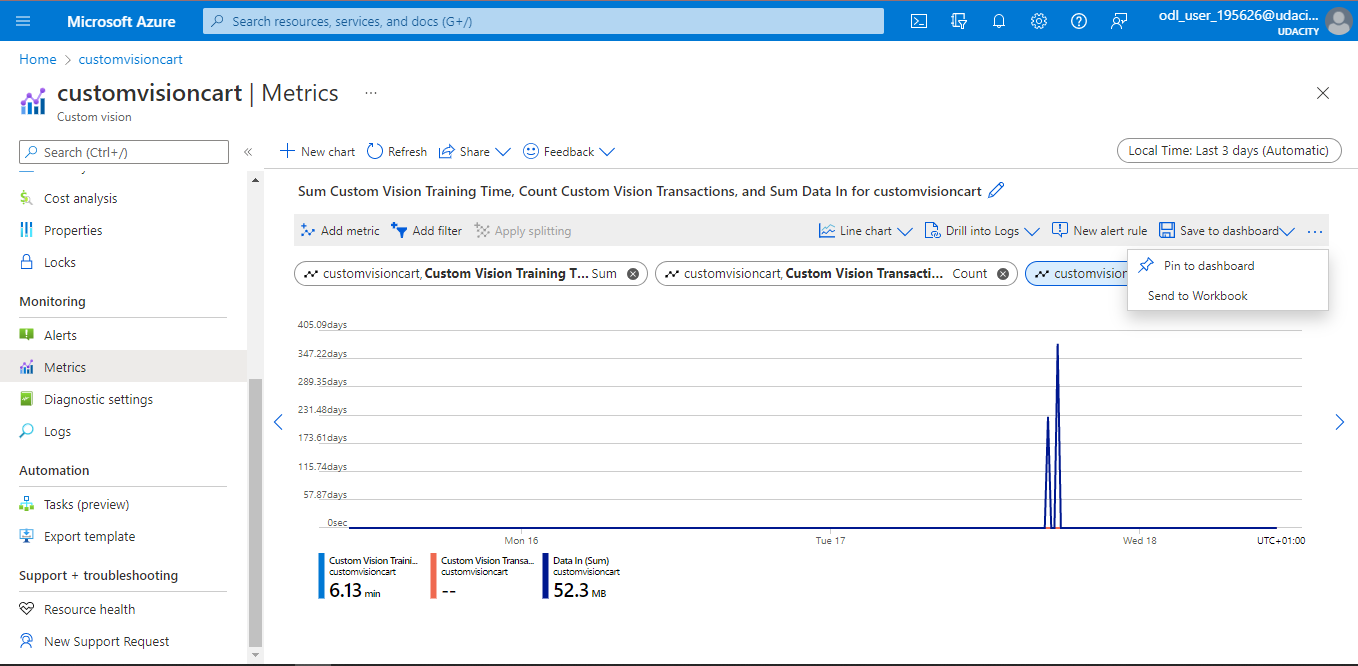 Microsoft Azure
Search resources, services, and docs (G+/)
odl_user_195626@udaci...
UDACITY
Home > customvisioncart
customvisioncart | Metrics ...
Custom vision
Search (Ctrl+/)
«
New chart
Refresh
Share
Feedback
Local Time: Last 3 days (Automatic)
Cost analysis
Properties
Locks
Monitoring
Alerts
Metrics
Diagnostic settings
Logs
Automation
Tasks (preview)
Export template
Support + troubleshooting
Resource health
New Support Request
Sum Custom Vision Training Time, Count Custom Vision Transactions, and Sum Data In for customvisioncart
Add metric
Add filter
Apply splitting
Line chart
Drill into Logs
New alert rule
Save to dashboard
...
customvisioncart, Custom Vision Training T... Sum
customvisioncart, Custom Vision Transacti... Count
customvision
Pin to dashboard
Send to Workbook
405.09days
347.22days
289.35days
231.48days
173.61days
115.74days
57.87days
0sec
Mon 16
Tue 17
Wed 18
UTC+01:00
Custom Vision Traini...
customvisioncart
6.13 min
Custom Vision Transa...
customvisioncart
--
Data In (Sum)
customvisioncart
52.3 MB